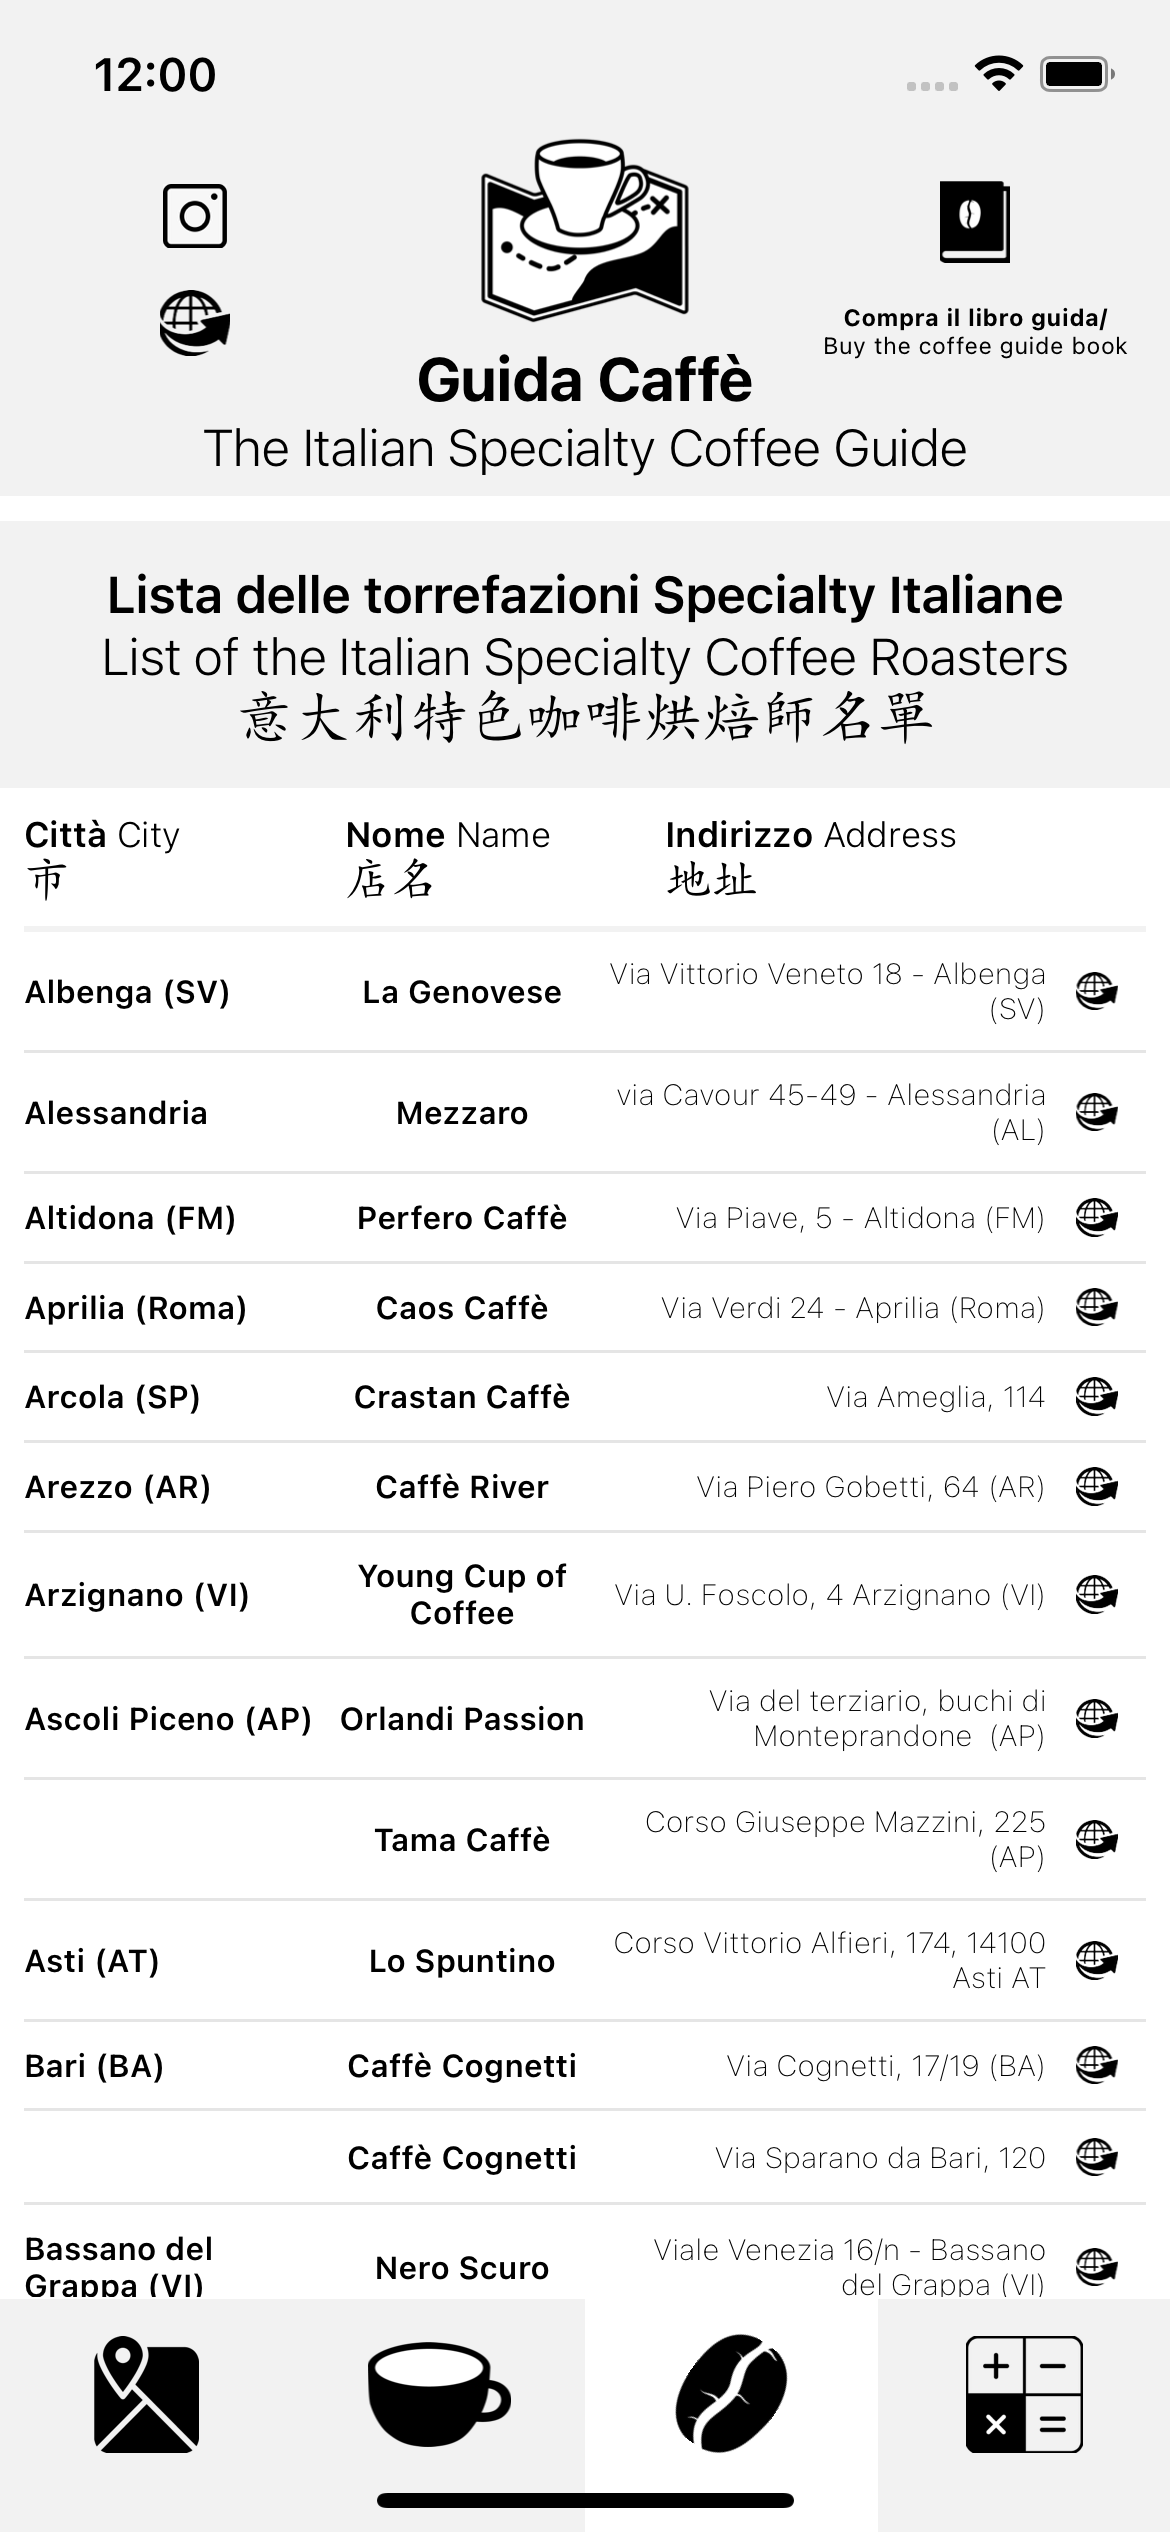 12:00
Compra il libro guida/
Buy the coffee guide book
Guida Caffè
The Italian Specialty Coffee Guide
Lista delle torrefazioni Specialty Italiane
List of the Italian Specialty Coffee Roasters
意大利特色咖啡烘焙師名單
Città City Nome Name Indirizzo Address
市 店名 地址
Albenga (SV) La Genovese Via Vittorio Veneto 18 - Albenga
(SV)
Alessandria Mezzaro via Cavour 45-49 - Alessandria
(AL)
Altidona (FM) Perfero Caffè Via Piave, 5 - Altidona (FM)
Aprilia (Roma) Caos Caffè Via Verdi 24 - Aprilia (Roma)
Arcola (SP) Crastan Caffè Via Ameglia, 114
Arezzo (AR) Caffè River Via Piero Gobetti, 64 (AR)
Arzignano (VI) Young Cup of
Coffee Via U. Foscolo, 4 Arzignano (VI)
Ascoli Piceno (AP) Orlandi Passion Via del terziario, buchi di
Monteprandone (AP)
Tama Caffè Corso Giuseppe Mazzini, 225
(AP)
Asti (AT) Lo Spuntino Corso Vittorio Alfieri, 174, 14100
Asti AT
Bari (BA) Caffè Cognetti Via Cognetti, 17/19 (BA)
Caffè Cognetti Via Sparano da Bari, 120
Bassano del
Grappa (VI) Nero Scuro Viale Venezia 16/n - Bassano
del Grappa (VI)